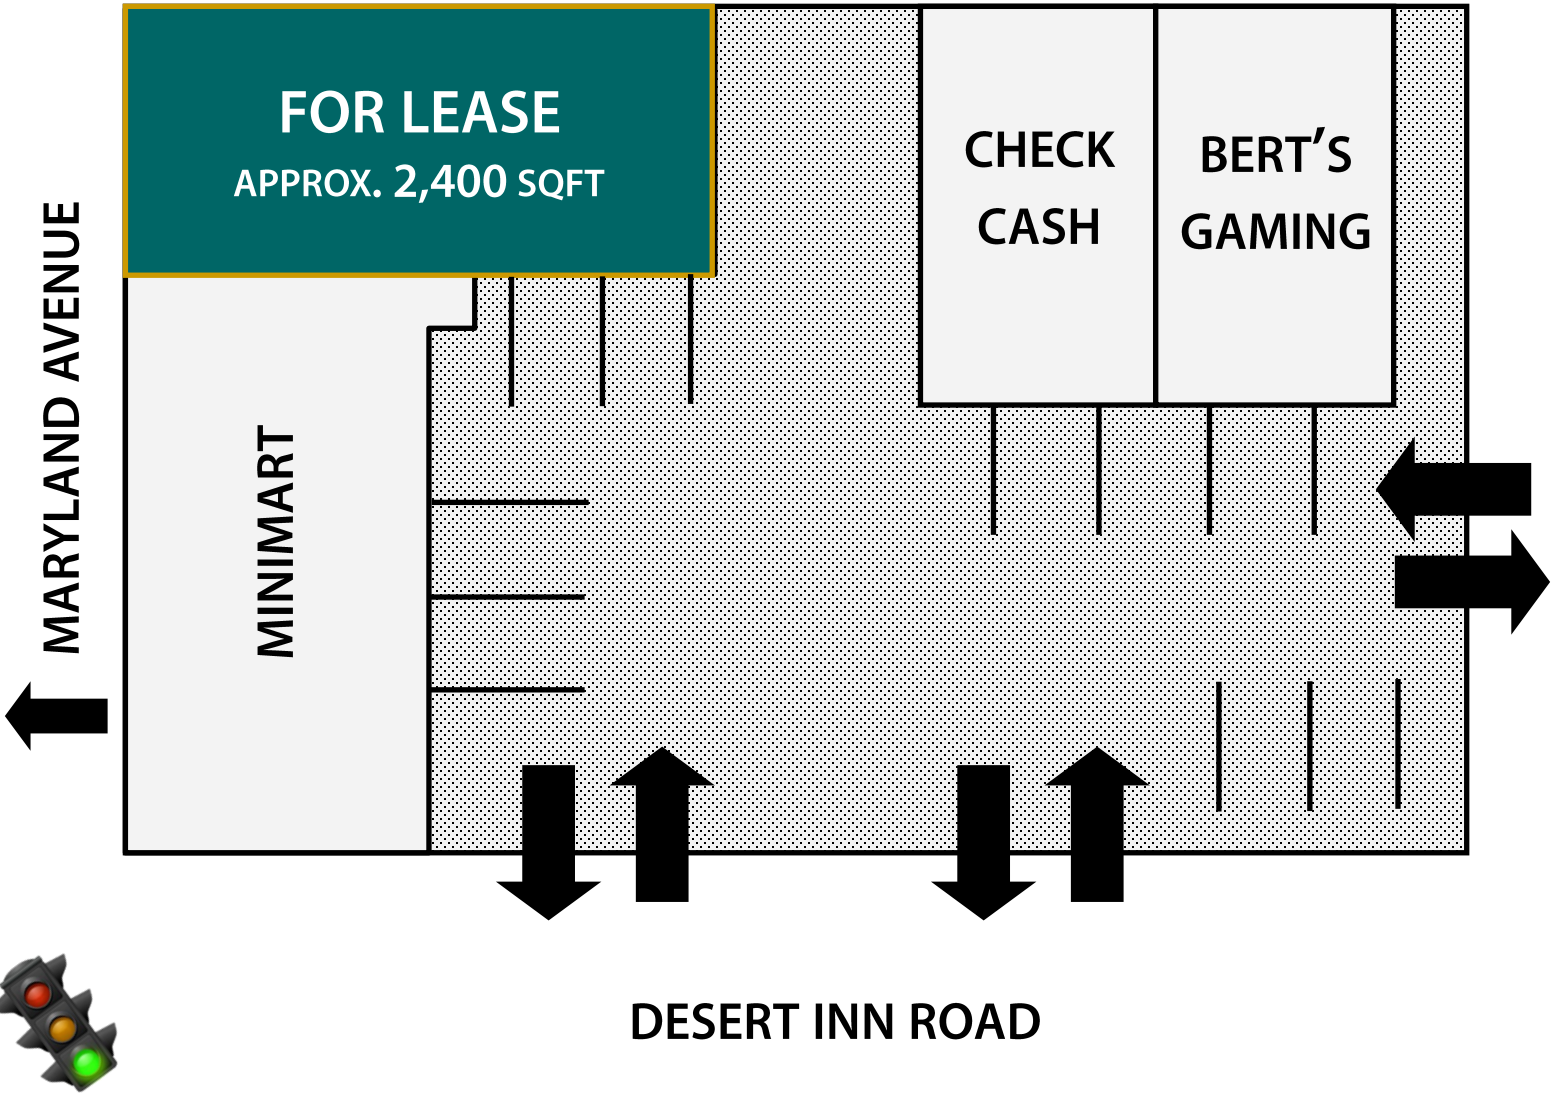 FOR LEASE
APPROX. 2,400 SQFT
CHECK
CASH
BERT'S
GAMING
MARYLAND AVENUE
MINIMART
DESERT INN ROAD